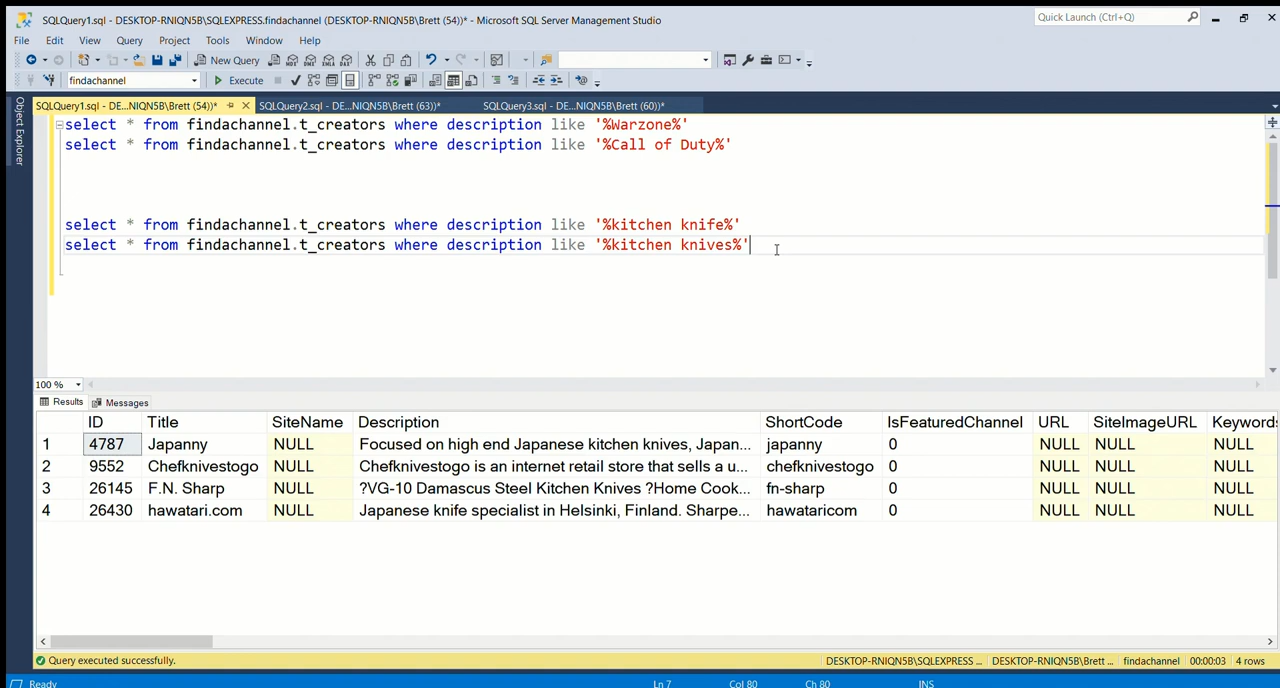 SQLQuery1.sql - DESKTOP-RNIQN5B\SQLEXPRESS.findachannel (DESKTOP-RNIQN5B\Brett (54))* - Microsoft SQL Server Management Studio
Quick Launch (Ctrl+Q)
File Edit View Query Project Tools Window Help
New Query
findachannel Execute
Object Explorer
SQLQuery1.sql - DE...NIQN5B\Brett (54))* SQLQuery2.sql - DE...NIQN5B\Brett (63))* SQLQuery3.sql - DE...NIQN5B\Brett (60))*
select * from findachannel.t_creators where description like '%Warzone%'
select * from findachannel.t_creators where description like '%Call of Duty%'
select * from findachannel.t_creators where description like '%kitchen knife%'
select * from findachannel.t_creators where description like '%kitchen knives%'
100 %
Results Messages
ID Title SiteName Description ShortCode IsFeaturedChannel URL SiteImageURL Keywords
1 4787 Japanny NULL Focused on high end Japanese kitchen knives, Japan... japanny 0 NULL NULL NULL
2 9552 Chefknivestogo NULL Chefknivestogo is an internet retail store that sells a u... chefknivestogo 0 NULL NULL NULL
3 26145 F.N. Sharp NULL ?VG-10 Damascus Steel Kitchen Knives ?Home Cook... fn-sharp 0 NULL NULL NULL
4 26430 hawatari.com NULL Japanese knife specialist in Helsinki, Finland. Sharpe... hawataricom 0 NULL NULL NULL
Query executed successfully. DESKTOP-RNIQN5B\SQLEXPRESS ... DESKTOP-RNIQN5B\Brett ... findachannel 00:00:03 4 rows
Ready Ln 7 Col 80 Ch 80 INS